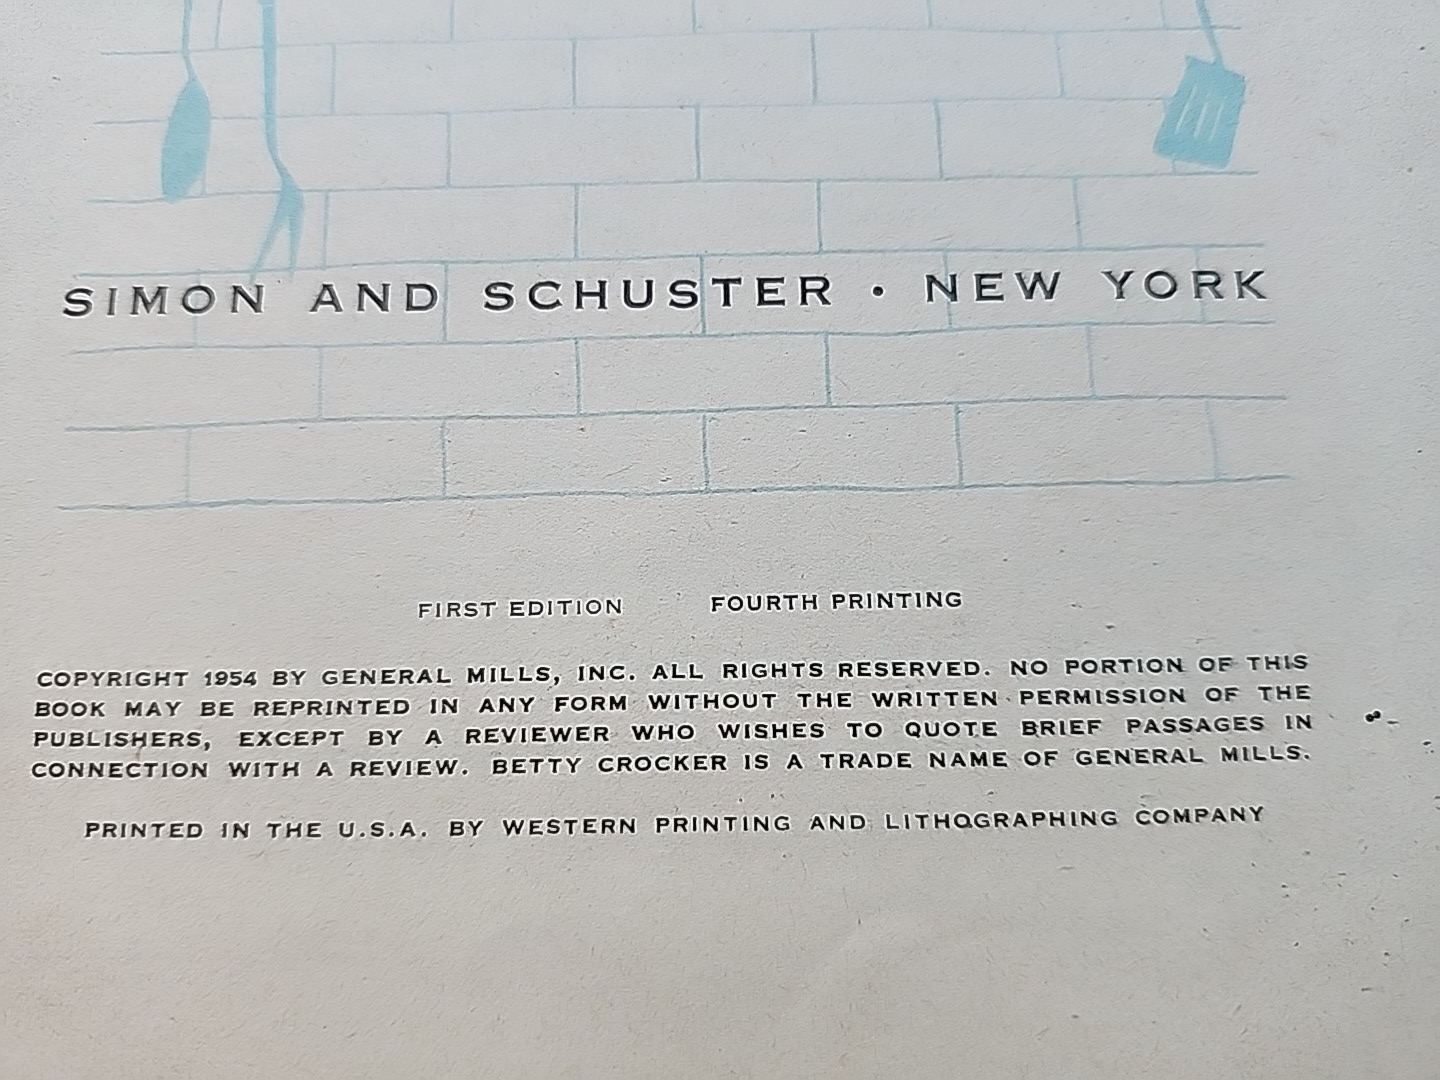 SIMON AND SCHUSTER • NEW YORK
FIRST EDITION FOURTH PRINTING
COPYRIGHT 1954 BY GENERAL MILLS, INC. ALL RIGHTS RESERVED. NO PORTION OF THIS
BOOK MAY BE REPRINTED IN ANY FORM WITHOUT THE WRITTEN PERMISSION OF THE
PUBLISHERS, EXCEPT BY A REVIEWER WHO WISHES TO QUOTE BRIEF PASSAGES IN
CONNECTION WITH A REVIEW. BETTY CROCKER IS A TRADE NAME OF GENERAL MILLS.
PRINTED IN THE U.S.A. BY WESTERN PRINTING AND LITHOGRAPHING COMPANY